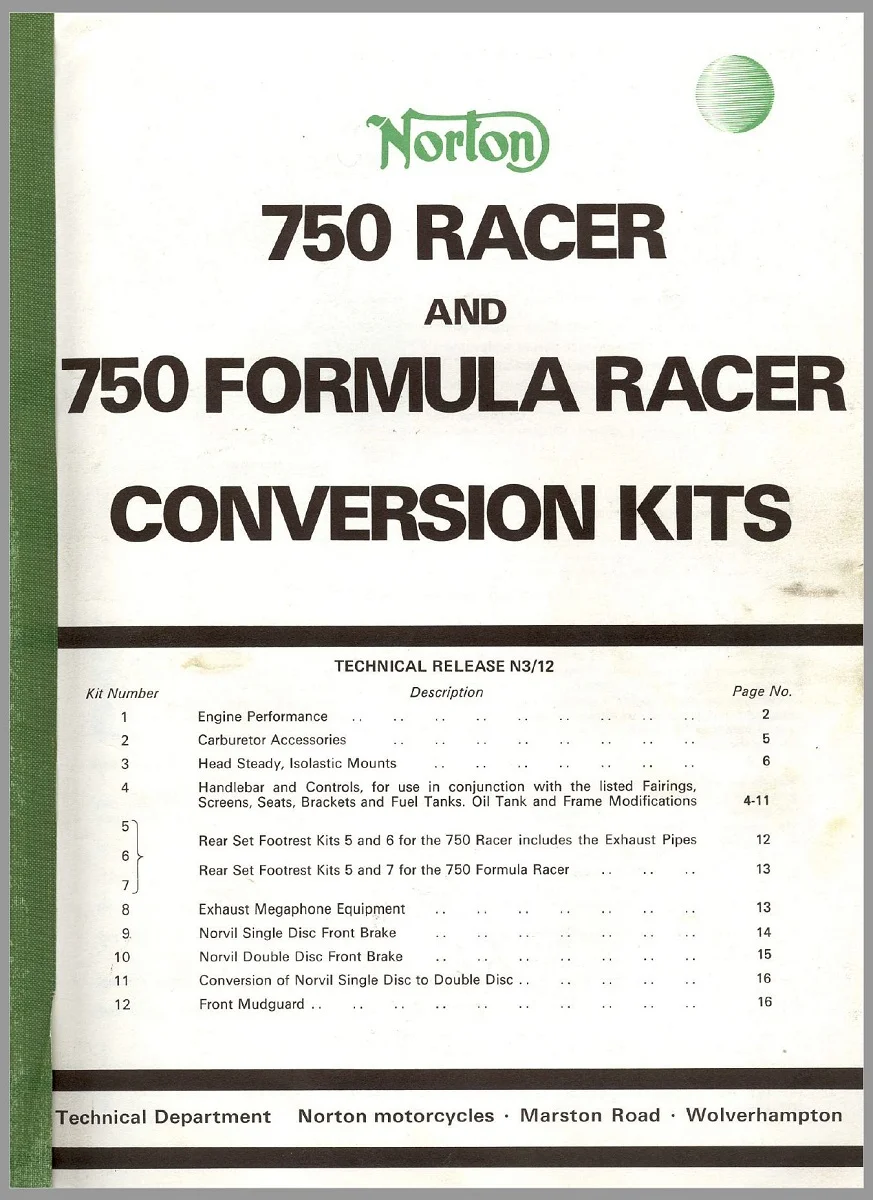 Norton
750 RACER
AND
750 FORMULA RACER
CONVERSION KITS
TECHNICAL RELEASE N3/12
Kit Number Description Page No.
1 Engine Performance .. .. .. .. .. .. .. .. .. 2
2 Carburetor Accessories .. .. .. .. .. .. .. .. 5
3 Head Steady, Isolastic Mounts .. .. .. .. .. .. .. 6
4 Handlebar and Controls, for use in conjunction with the listed Fairings,
Screens, Seats, Brackets and Fuel Tanks. Oil Tank and Frame Modifications 4-11
5
Rear Set Footrest Kits 5 and 6 for the 750 Racer includes the Exhaust Pipes 12
6
Rear Set Footrest Kits 5 and 7 for the 750 Formula Racer .. .. .. 13
7
8 Exhaust Megaphone Equipment .. .. .. .. .. .. .. 13
9 Norvil Single Disc Front Brake .. .. .. .. .. .. .. 14
10 Norvil Double Disc Front Brake .. .. .. .. .. .. .. 15
11 Conversion of Norvil Single Disc to Double Disc .. .. .. .. .. 16
12 Front Mudguard .. .. .. .. .. .. .. .. .. .. 16
Technical Department Norton motorcycles · Marston Road · Wolverhampton